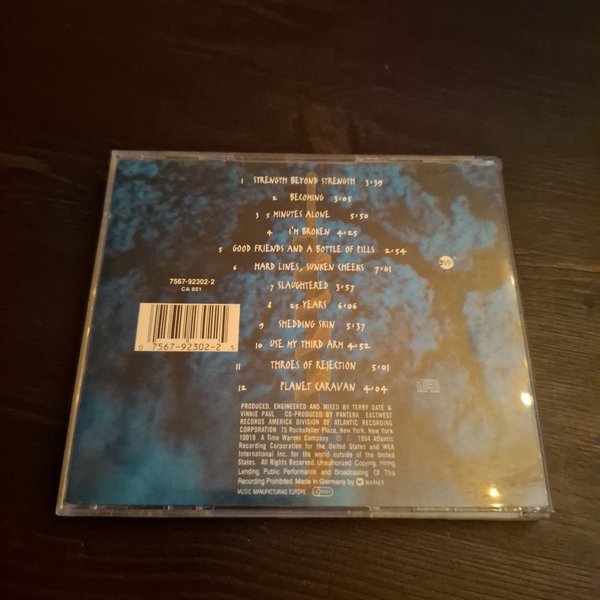 1 STRENGTH BEYOND STRENGTH 3:39
2 BECOMING 3:05
3 5 MINUTES ALONE 5:50
4 I'M BROKEN 4:25
5 GOOD FRIENDS AND A BOTTLE OF PILLS 2:54
6 HARD LINES, SUNKEN CHEEKS 7:01
7 SLAUGHTERED 3:57
8 25 YEARS 6:06
9 SHEDDING SKIN 5:37
10 USE MY THIRD ARM 4:52
11 THROES OF REJECTION 5:01
12 PLANET CARAVAN 4:04
7567-92302-2
CA 851
0 7567-92302-2 5
PRODUCED, ENGINEERED AND MIXED BY TERRY DATE &
VINNIE PAUL CO-PRODUCED BY PANTERA EASTWEST
RECORDS AMERICA DIVISION OF ATLANTIC RECORDING
CORPORATION 75 Rockefeller Plaza, New York, New York
10019 A Time Warner Company ℗ © 1994 Atlantic
Recording Corporation for the United States and WEA
International Inc. for the world outside of the United
States. All Rights Reserved. Unauthorized Copying, Hiring,
Lending, Public Performance and Broadcasting Of This
Recording Prohibited. Made in Germany by WARNER
MUSIC MANUFACTURING EUROPE